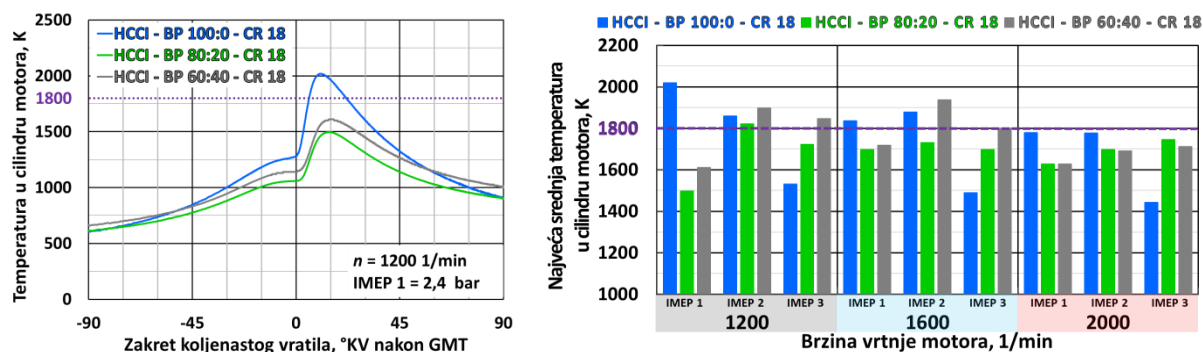 HCCI - BP 100:0 - CR 18
HCCI - BP 80:20 - CR 18
HCCI - BP 60:40 - CR 18
Temperatura u cilindru motora, K
2500
2000
1800
1500
1000
500
0
n = 1200 1/min
IMEP 1 = 2,4 bar
-90 -45 0 45 90
Zakret koljenastog vratila, °KV nakon GMT
HCCI - BP 100:0 - CR 18 HCCI - BP 80:20 - CR 18 HCCI - BP 60:40 - CR 18
Najveća srednja temperatura
u cilindru motora, K
2200
2000
1800
1600
1400
1200
1000
IMEP 1 IMEP 2 IMEP 3 IMEP 1 IMEP 2 IMEP 3 IMEP 1 IMEP 2 IMEP 3
1200 1600 2000
Brzina vrtnje motora, 1/min